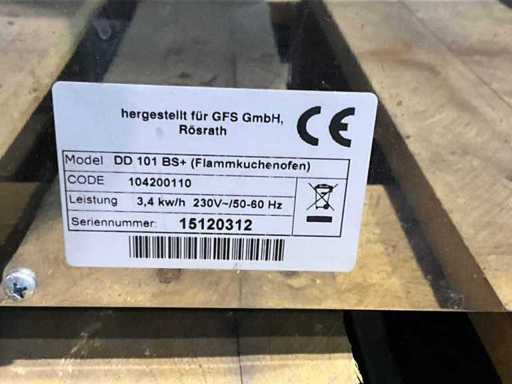 hergestellt für GFS GmbH,
Rösrath
CE
Model DD 101 BS+ (Flammkuchenofen)
CODE 104200110
Leistung 3,4 kw/h 230V~/50-60 Hz
Seriennummer: 15120312